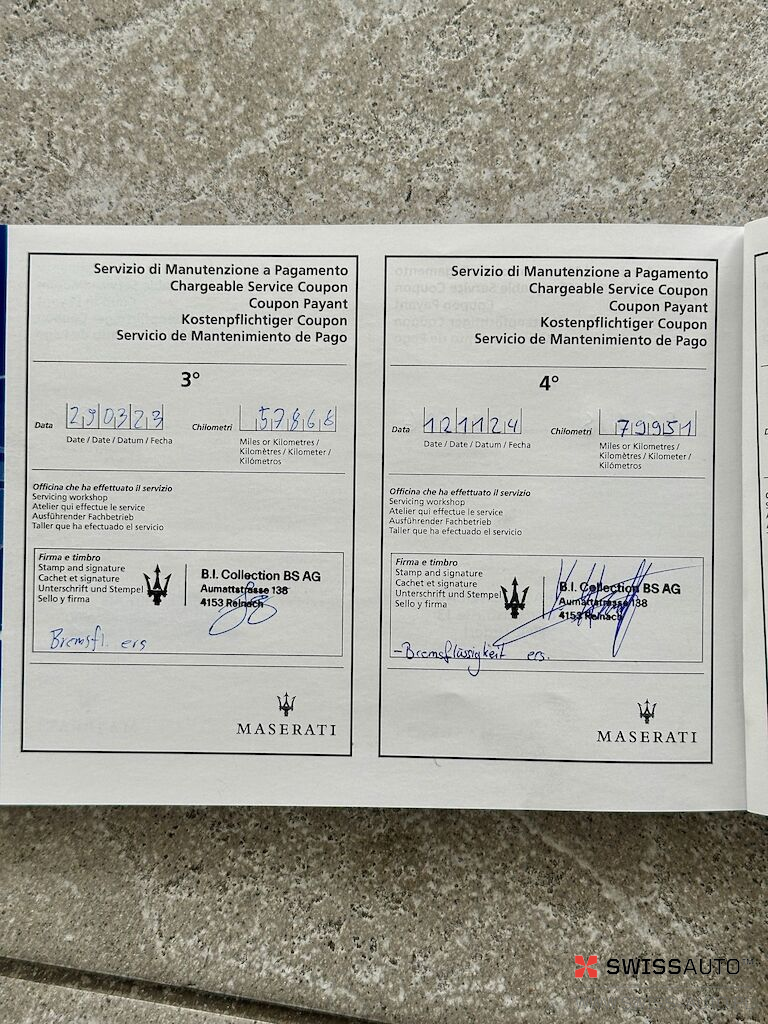 Servizio di Manutenzione a Pagamento
Chargeable Service Coupon
Coupon Payant
Kostenpflichtiger Coupon
Servicio de Mantenimiento de Pago
3°
Data 290323 Chilometri 57868
Date / Date / Datum / Fecha
Miles or Kilometres /
Kilomètres / Kilometer /
Kilómetros
Officina che ha effettuato il servizio
Servicing workshop
Atelier qui effectue le service
Ausführender Fachbetrieb
Taller que ha efectuado el servicio
Firma e timbro
Stamp and signature
Cachet et signature
Unterschrift und Stempel
Sello y firma
B.I. Collection BS AG
Aumattstrasse 138
4153 Reinach
Bremsfl. ers
MASERATI
Servizio di Manutenzione a Pagamento
Chargeable Service Coupon
Coupon Payant
Kostenpflichtiger Coupon
Servicio de Mantenimiento de Pago
4°
Data 121124 Chilometri 79951
Date / Date / Datum / Fecha
Miles or Kilometres /
Kilomètres / Kilometer /
Kilómetros
Officina che ha effettuato il servizio
Servicing workshop
Atelier qui effectue le service
Ausführender Fachbetrieb
Taller que ha efectuado el servicio
Firma e timbro
Stamp and signature
Cachet et signature
Unterschrift und Stempel
Sello y firma
B.I. Collection BS AG
Aumattstrasse 138
4153 Reinach
-Bremsflüssigkeit ers.
MASERATI
SWISSAUTO